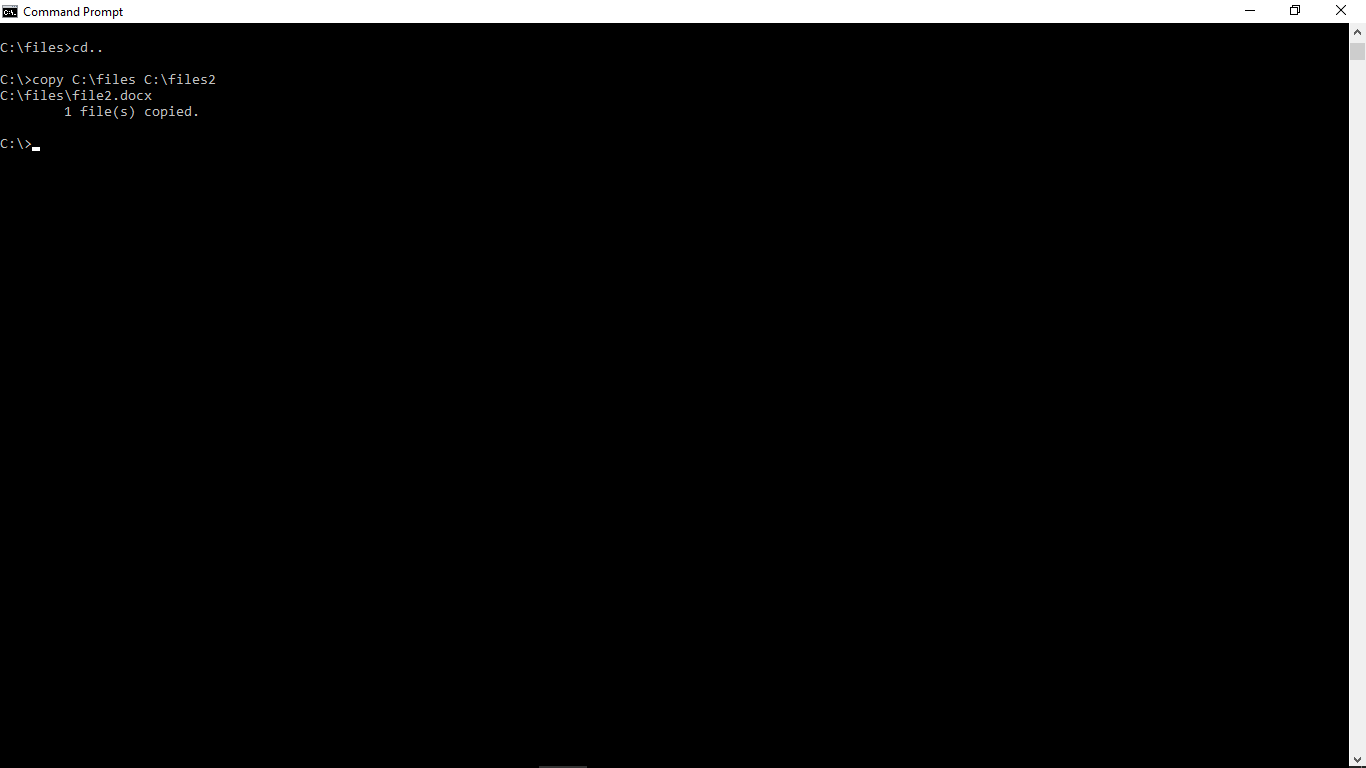 Command Prompt
C:\files>cd..
C:\>copy C:\files C:\files2
C:\files\file2.docx
        1 file(s) copied.
C:\>